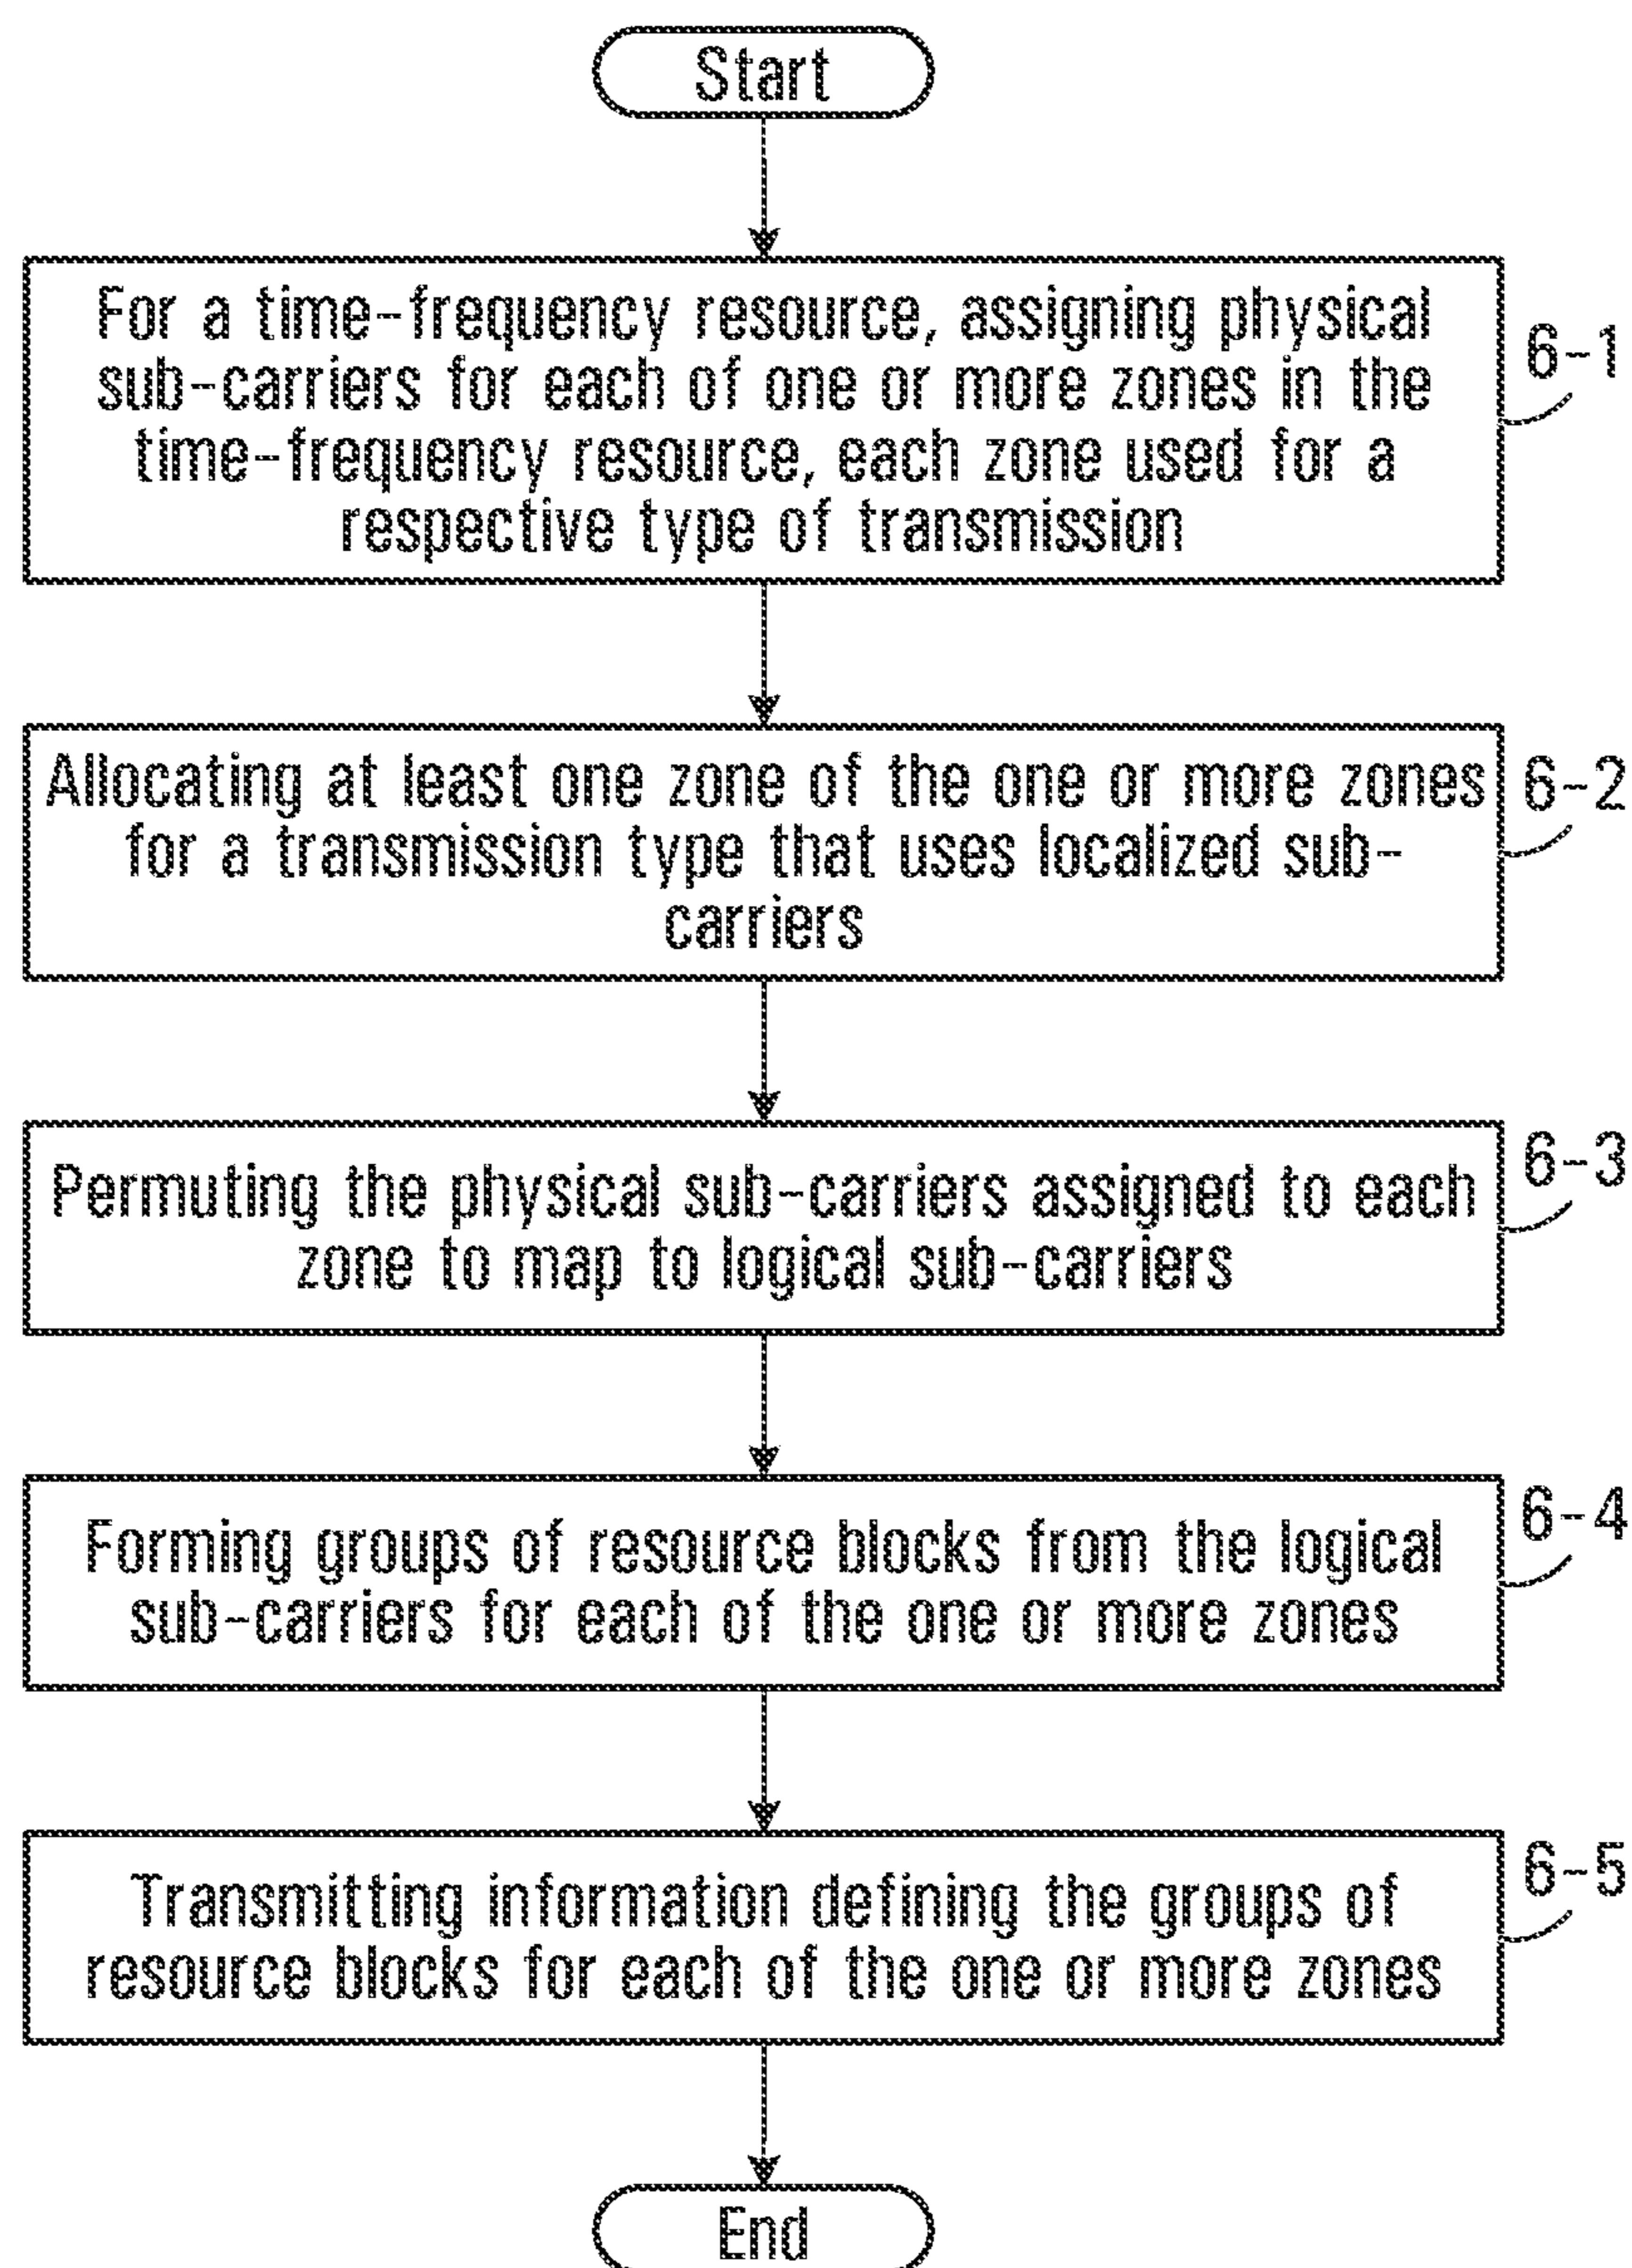 Start
For a time-frequency resource, assigning physical
sub-carriers for each of one or more zones in the
time-frequency resource, each zone used for a
respective type of transmission
6-1
Allocating at least one zone of the one or more zones
for a transmission type that uses localized sub-
carriers
6-2
Permuting the physical sub-carriers assigned to each
zone to map to logical sub-carriers
6-3
Forming groups of resource blocks from the logical
sub-carriers for each of the one or more zones
6-4
Transmitting information defining the groups of
resource blocks for each of the one or more zones
6-5
End